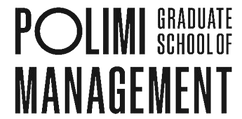 POLIMI GRADUATE
SCHOOL OF
MANAGEMENT